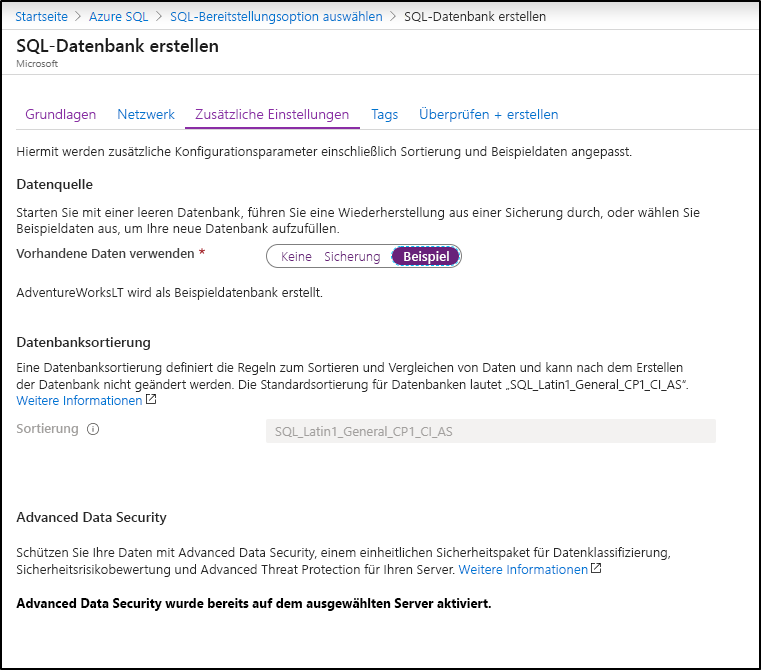 Startseite > Azure SQL > SQL-Bereitstellungsoption auswählen > SQL-Datenbank erstellen
SQL-Datenbank erstellen
Microsoft
Grundlagen Netzwerk Zusätzliche Einstellungen Tags Überprüfen + erstellen
Hiermit werden zusätzliche Konfigurationsparameter einschließlich Sortierung und Beispieldaten angepasst.
Datenquelle
Starten Sie mit einer leeren Datenbank, führen Sie eine Wiederherstellung aus einer Sicherung durch, oder wählen Sie
Beispieldaten aus, um Ihre neue Datenbank aufzufüllen.
Vorhandene Daten verwenden * Keine Sicherung Beispiel
AdventureWorksLT wird als Beispieldatenbank erstellt.
Datenbanksortierung
Eine Datenbanksortierung definiert die Regeln zum Sortieren und Vergleichen von Daten und kann nach dem Erstellen
der Datenbank nicht geändert werden. Die Standardsortierung für Datenbanken lautet „SQL_Latin1_General_CP1_CI_AS“.
Weitere Informationen
Sortierung SQL_Latin1_General_CP1_CI_AS
Advanced Data Security
Schützen Sie Ihre Daten mit Advanced Data Security, einem einheitlichen Sicherheitspaket für Datenklassifizierung,
Sicherheitsrisikobewertung und Advanced Threat Protection für Ihren Server. Weitere Informationen
Advanced Data Security wurde bereits auf dem ausgewählten Server aktiviert.